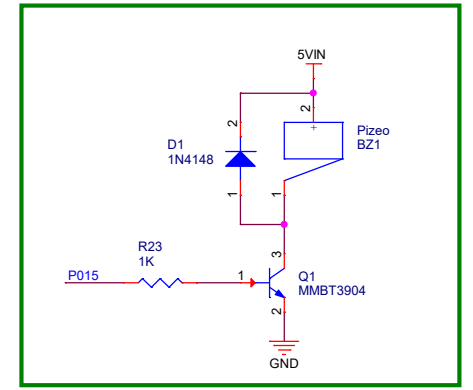 5VIN
2
2
D1
1N4148
Pizeo
BZ1
1
1
R23
1K
3
P015
1
Q1
MMBT3904
2
GND